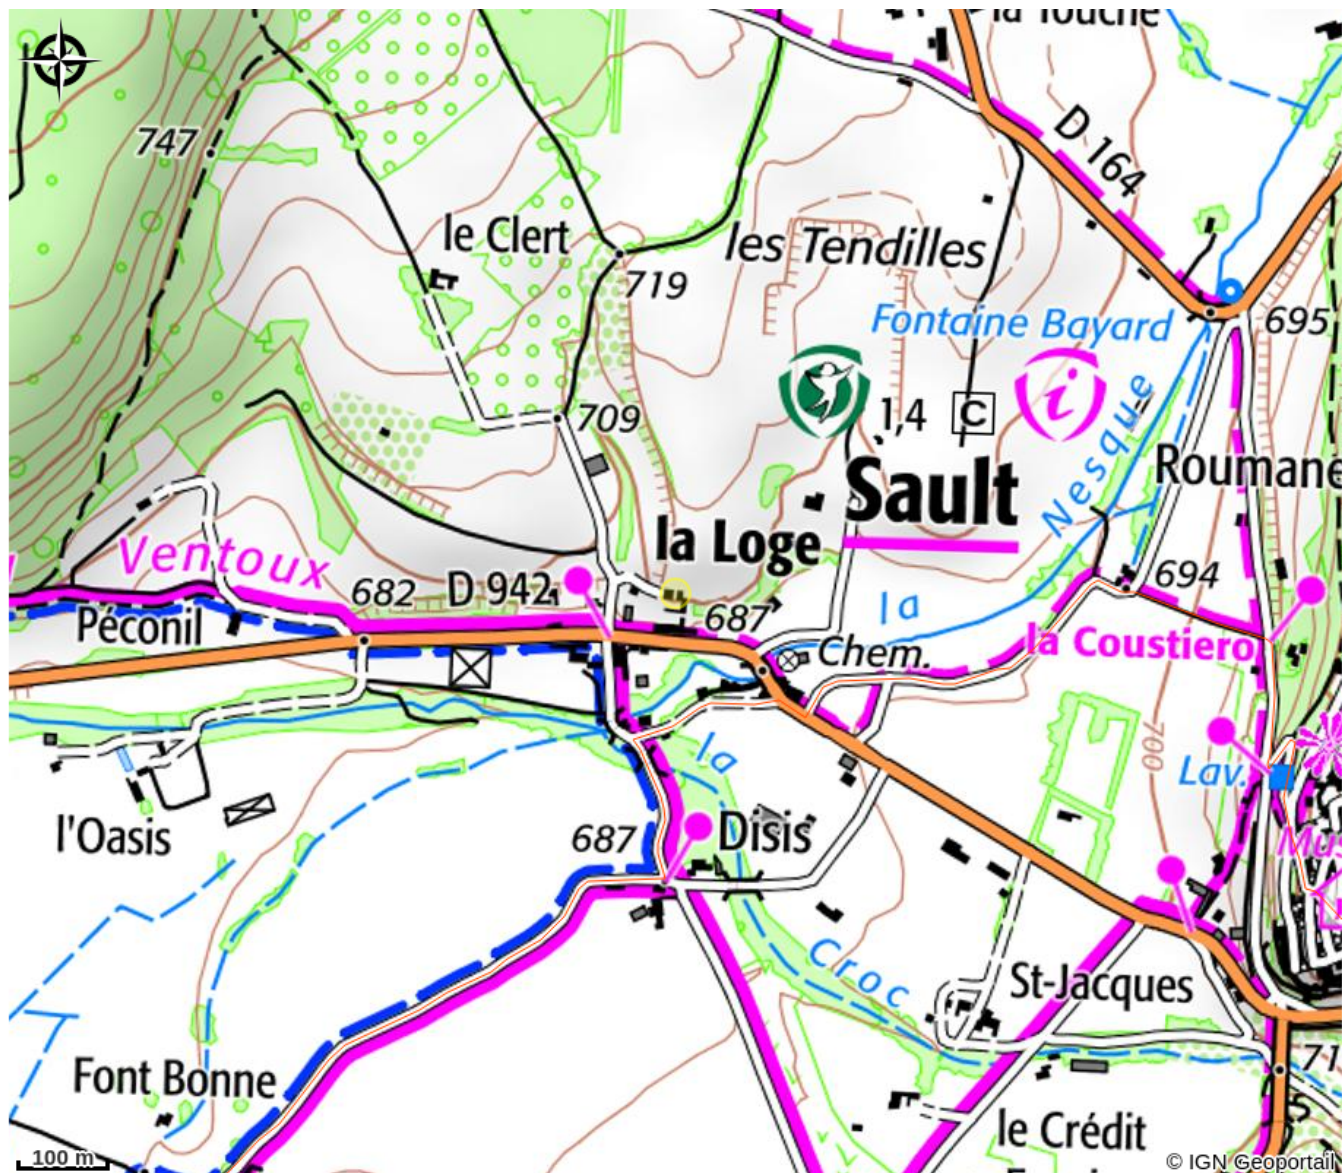 la Touche
D 164
747
le Clert
les Tendilles
719
Fontaine Bayard
695
709
1,4
C
i
Nesque
Roumane
Sault
la Loge
Ventoux
682
D 942
687
la
694
Péconil
Chem.
la Coustiero
700
la
Lav.
l'Oasis
687
Disis
Mus
Croc
St-Jacques
Font Bonne
71
le Crédit
100 m
© IGN Geoportail